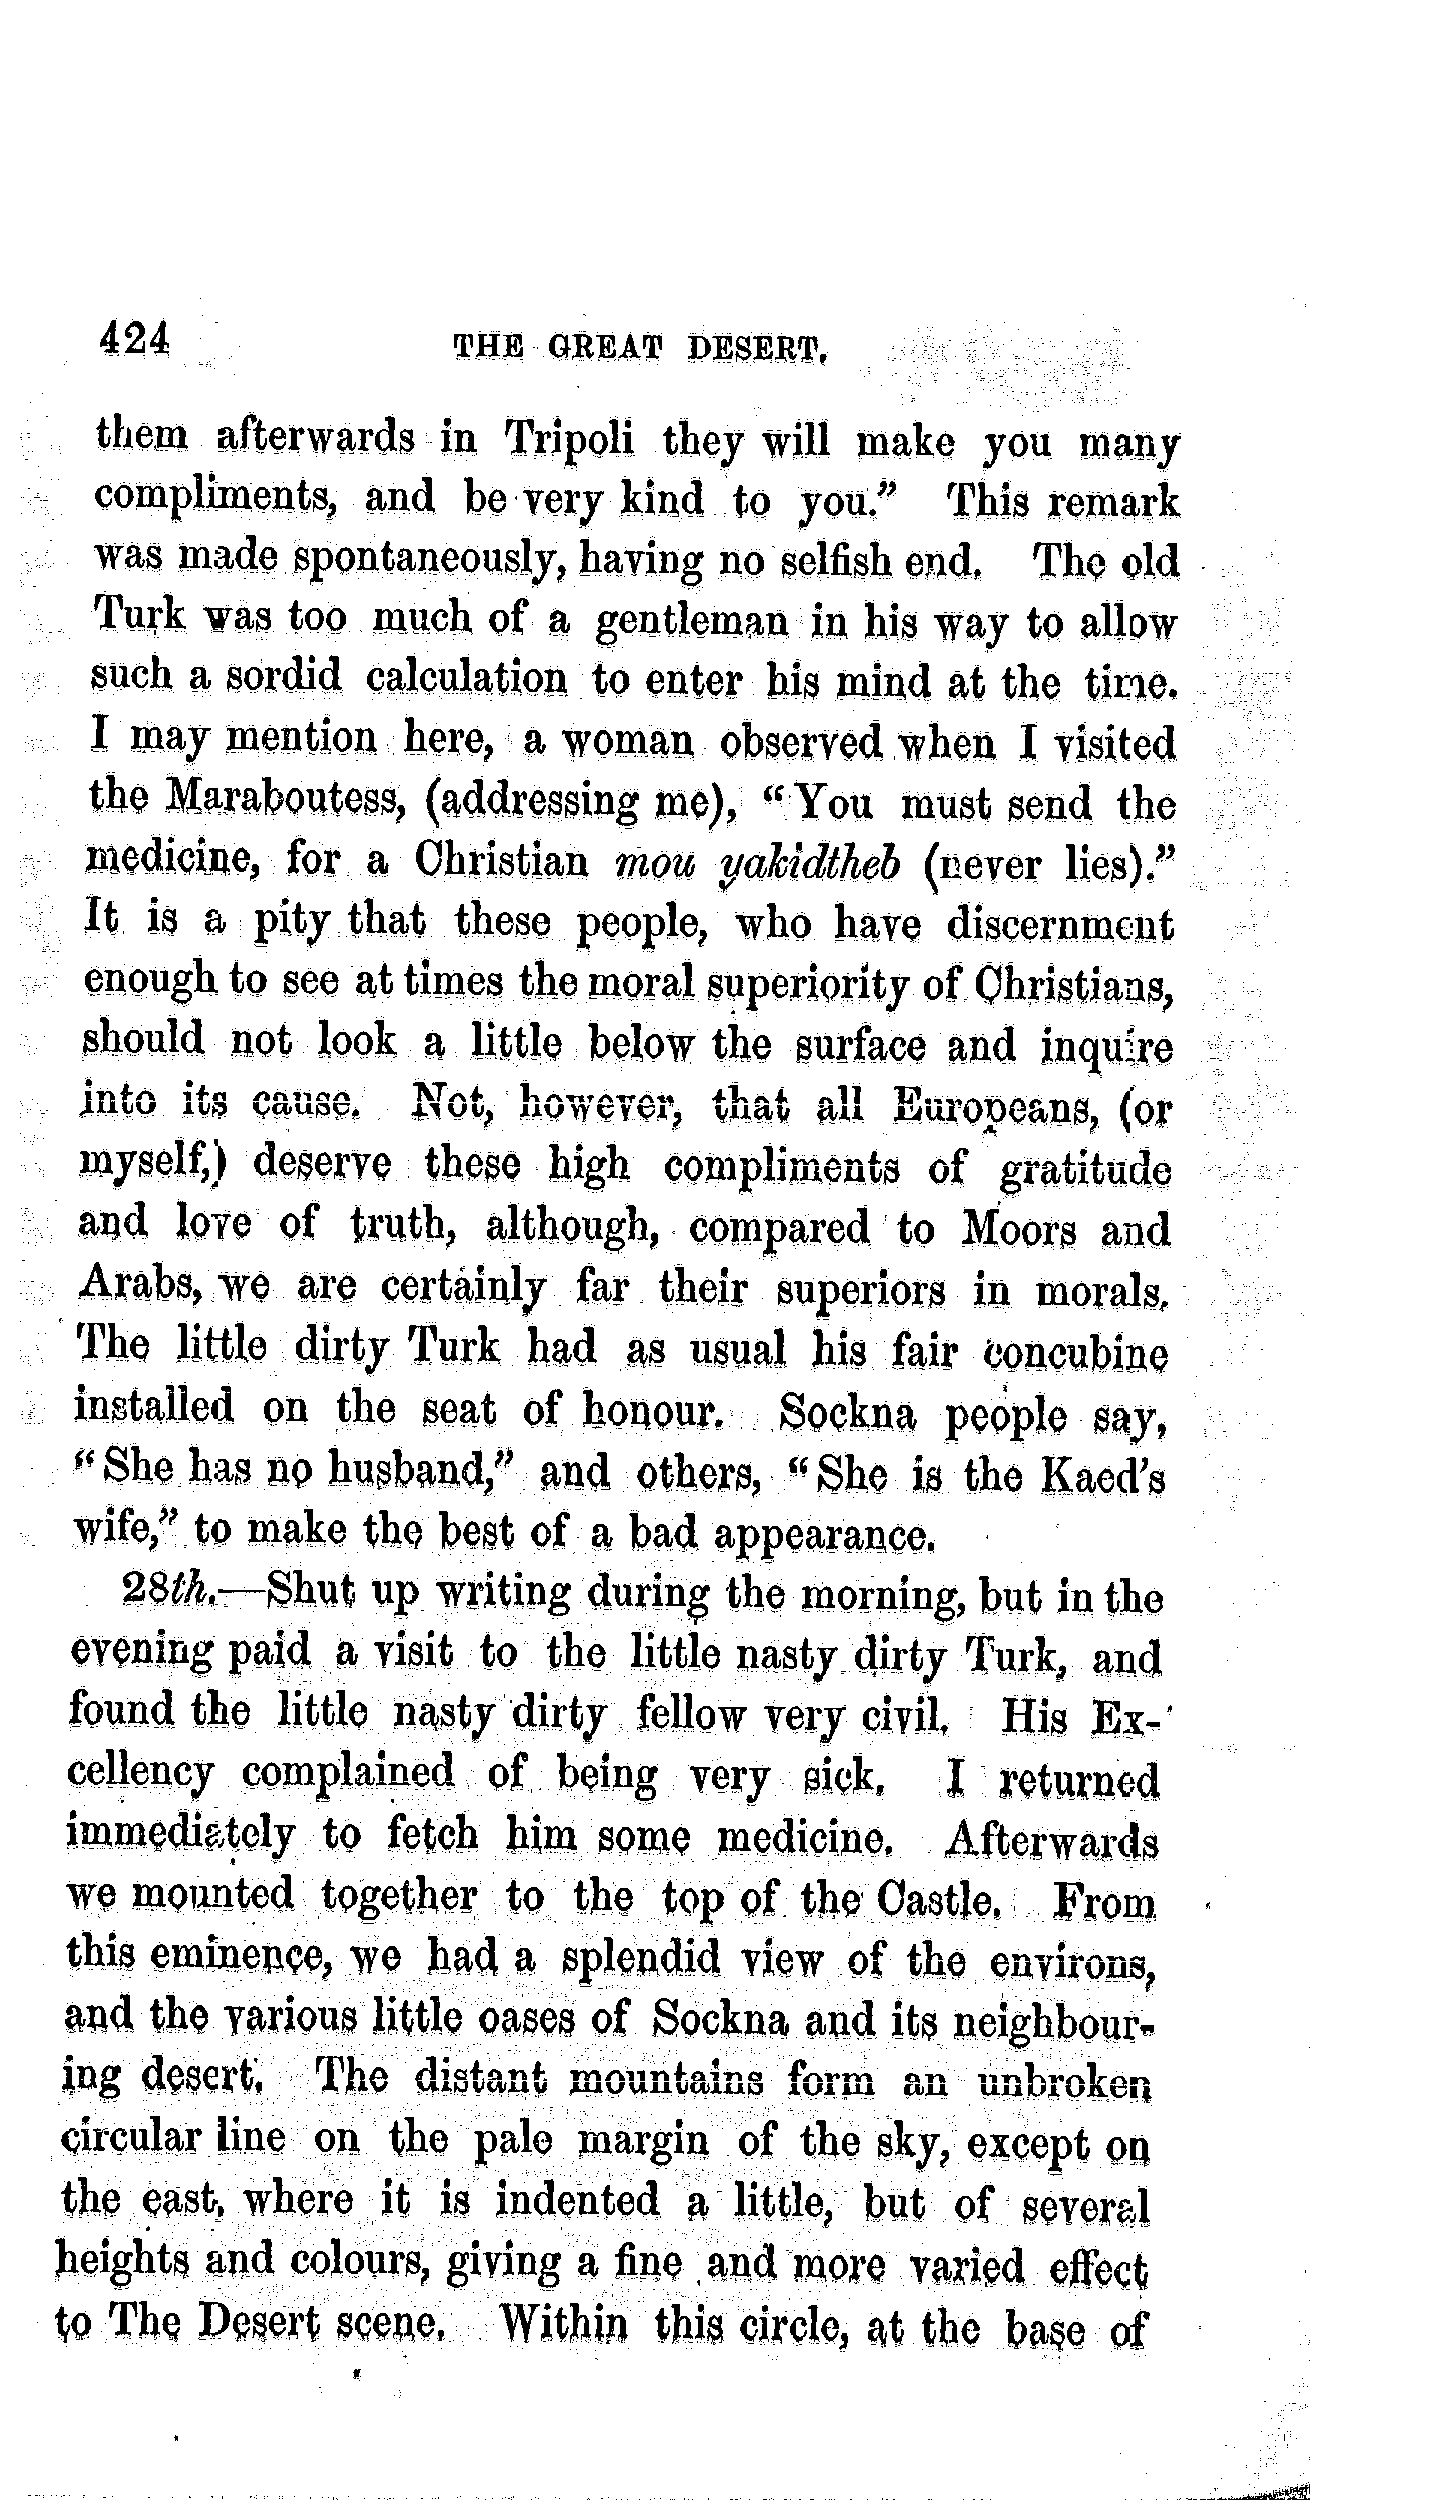 424 THE GREAT DESERT.
them afterwards in Tripoli they will make you many
compliments, and be very kind to you." This remark
was made spontaneously, having no selfish end. The old
Turk was too much of a gentleman in his way to allow
such a sordid calculation to enter his mind at the time.
I may mention here, a woman observed when I visited
the Maraboutess, (addressing me), "You must send the
medicine, for a Christian mou yakidtheb (never lies)."
It is a pity that these people, who have discernment
enough to see at times the moral superiority of Christians,
should not look a little below the surface and inquire
into its cause. Not, however, that all Europeans, (or
myself,) deserve these high compliments of gratitude
and love of truth, although, compared to Moors and
Arabs, we are certainly far their superiors in morals.
The little dirty Turk had as usual his fair concubine
installed on the seat of honour. Sockna people say,
"She has no husband," and others, "She is the Kaed's
wife," to make the best of a bad appearance.
28th.—Shut up writing during the morning, but in the
evening paid a visit to the little nasty dirty Turk, and
found the little nasty dirty fellow very civil. His Ex-
cellency complained of being very sick. I returned
immediately to fetch him some medicine. Afterwards
we mounted together to the top of the Castle. From
this eminence, we had a splendid view of the environs,
and the various little oases of Sockna and its neighbour-
ing desert. The distant mountains form an unbroken
circular line on the pale margin of the sky, except on
the east, where it is indented a little, but of several
heights and colours, giving a fine and more varied effect
to The Desert scene. Within this circle, at the base of